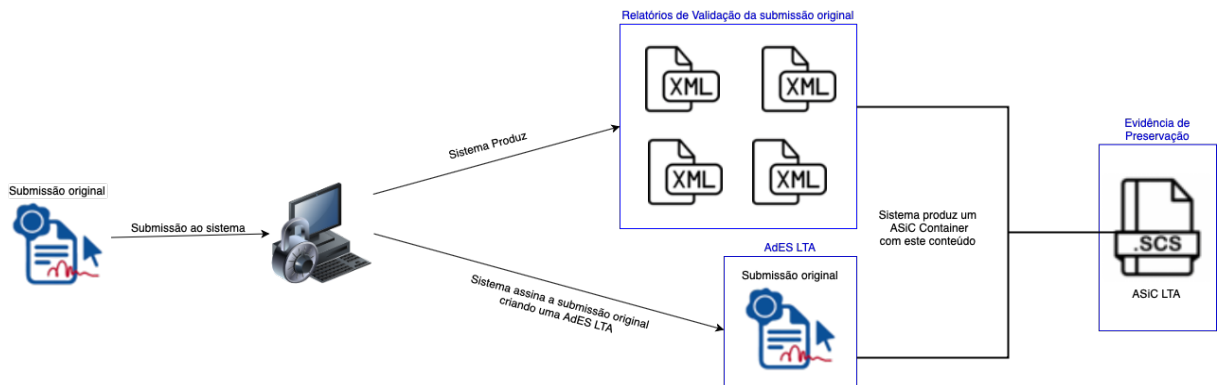 Submissão original
Submissão ao sistema
Sistema Produz
Sistema assina a submissão original
criando uma AdES LTA
Relatórios de Validação da submissão original
XML
XML
XML
XML
AdES LTA
Submissão original
Sistema produz um
ASiC Container
com este conteúdo
Evidência de
Preservação
.SCS
ASiC LTA